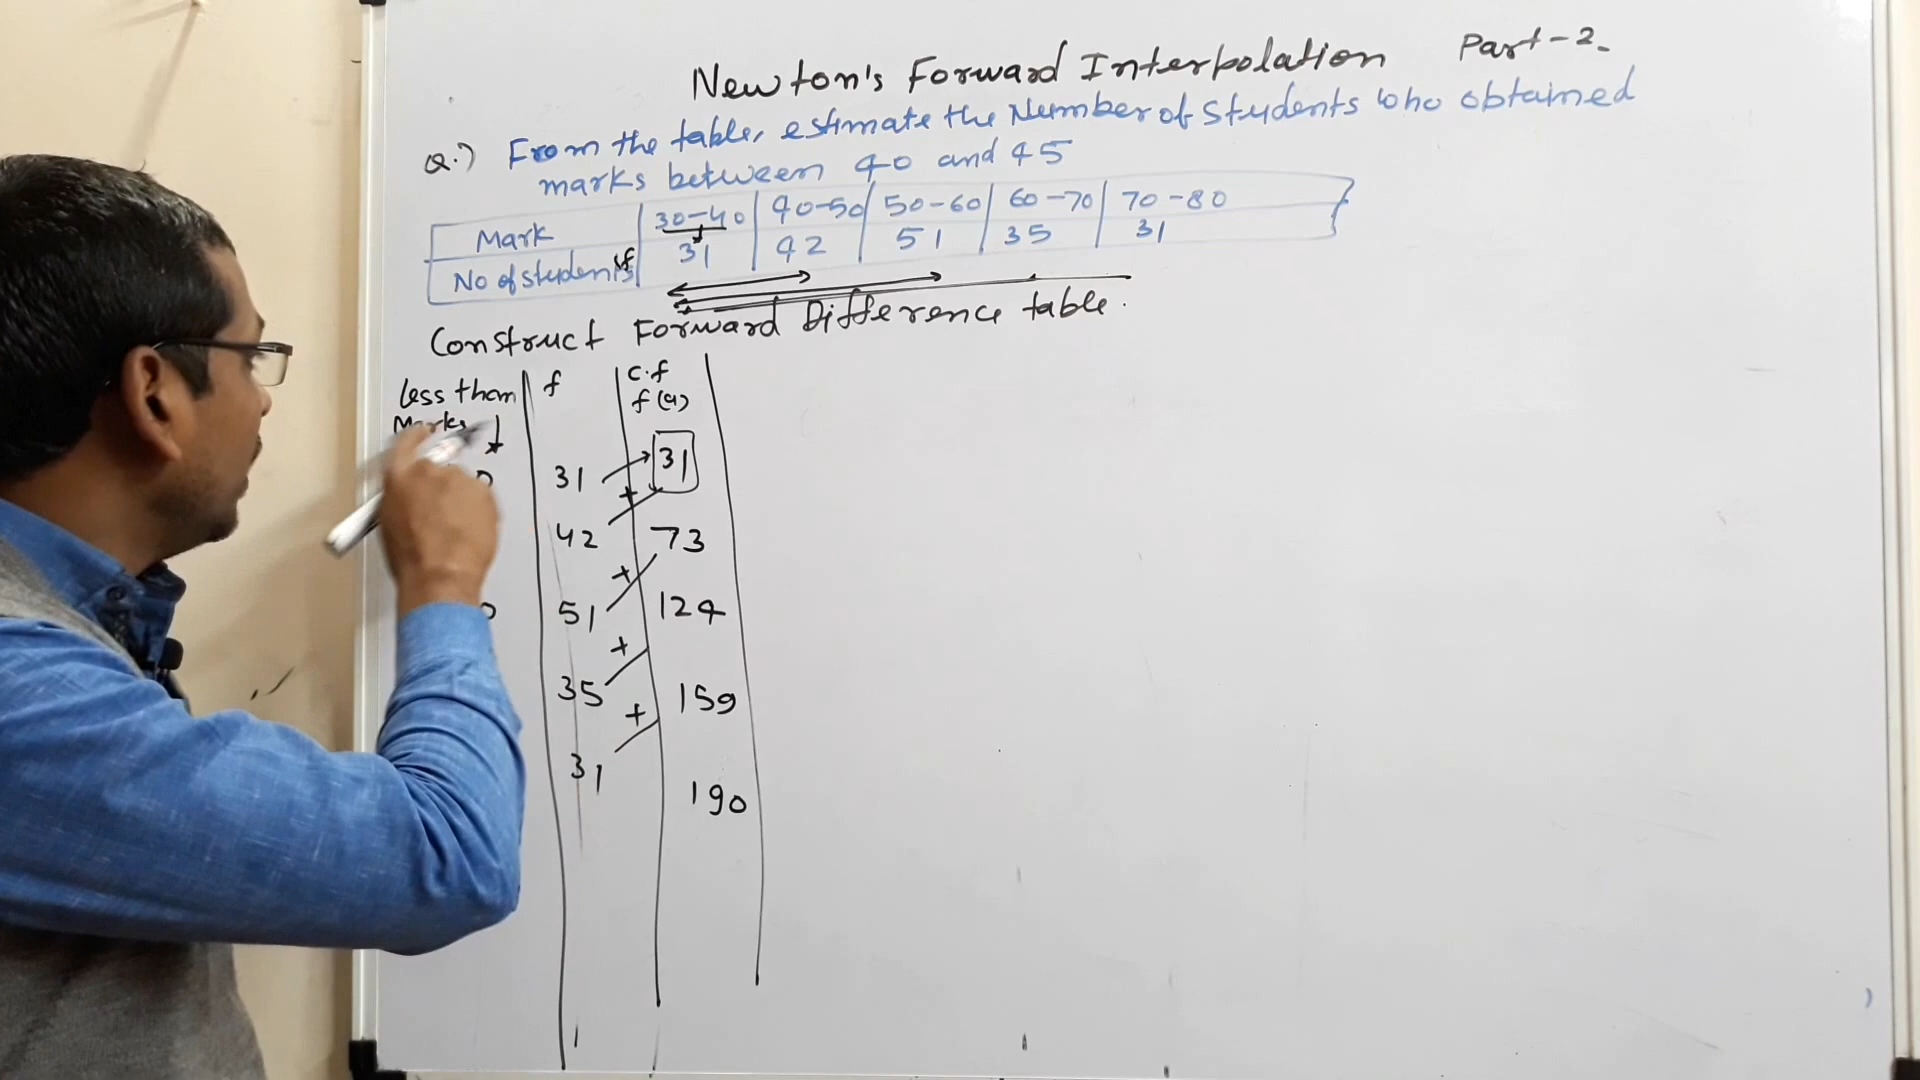 Newton's Forward Interpolation Part-2.
Q.) From the table, estimate the Number of Students who obtained
marks between 40 and 45
Mark 30-40 40-50 50-60 60-70 70-80
No of students f 31 42 51 35 31
Construct Forward Difference table.
Less than f c.f
Marks f(x)
31 31
+
42 73
+
51 124
+
35 159
+
31 190